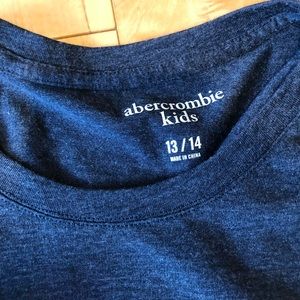 abercrombie
kids
13/14
MADE IN CHINA